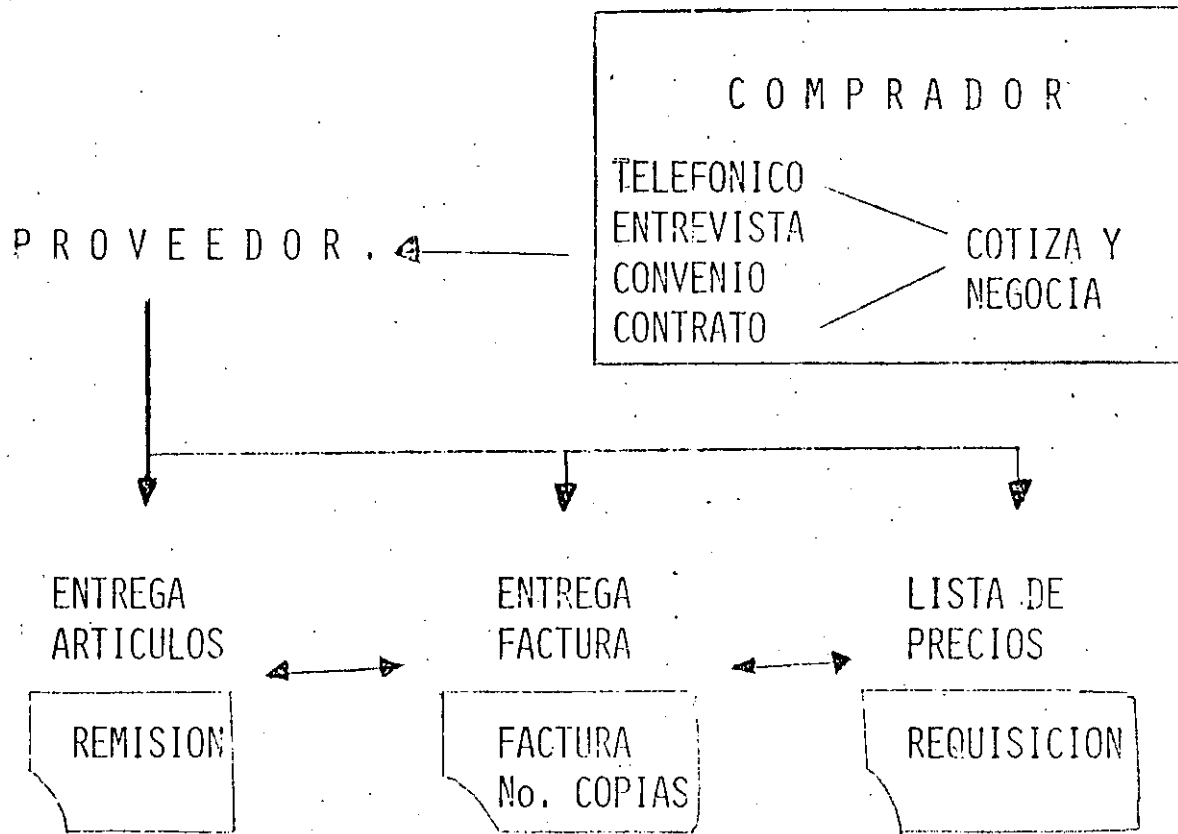 COMPRADOR
TELEFONICO
ENTREVISTA
CONVENIO
CONTRATO
COTIZA Y
NEGOCIA
PROVEEDOR.
ENTREGA
ARTICULOS
ENTREGA
FACTURA
LISTA DE
PRECIOS
REMISION
FACTURA
No. COPIAS
REQUISICION